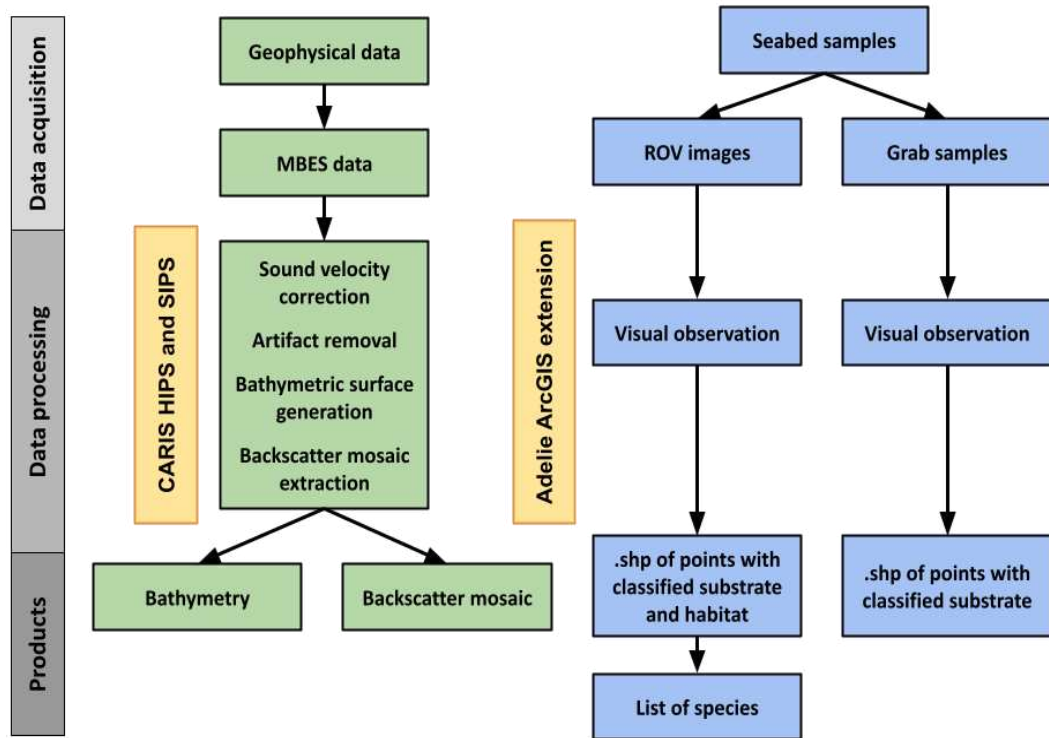 Data acquisition
Data processing
Products
Geophysical data
MBES data
CARIS HIPS and SIPS
Sound velocity
correction
Artifact removal
Bathymetric surface
generation
Backscatter mosaic
extraction
Bathymetry
Backscatter mosaic
Seabed samples
ROV images
Grab samples
Adelie ArcGIS extension
Visual observation
Visual observation
.shp of points with
classified substrate
and habitat
.shp of points with
classified substrate
List of species